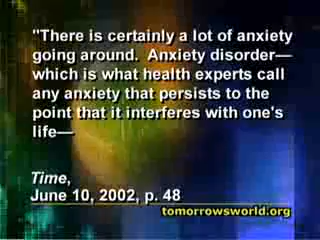 "There is certainly a lot of anxiety
going around.  Anxiety disorder—
which is what health experts call
any anxiety that persists to the
point that it interferes with one's
life—
Time,
June 10, 2002, p. 48
tomorrowsworld.org